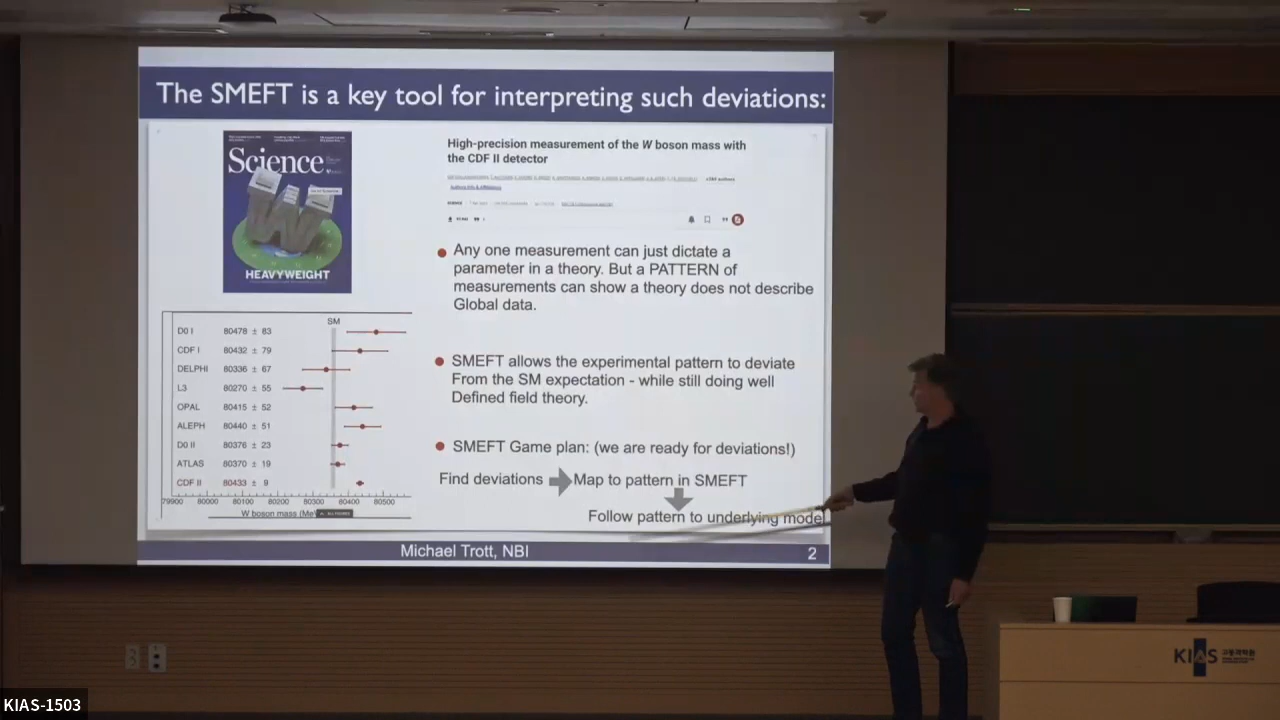 The SMEFT is a key tool for interpreting such deviations:
Science
HEAVYWEIGHT
High-precision measurement of the W boson mass with
the CDF II detector
Any one measurement can just dictate a
parameter in a theory. But a PATTERN of
measurements can show a theory does not describe
Global data.
SMEFT allows the experimental pattern to deviate
From the SM expectation - while still doing well
Defined field theory.
SMEFT Game plan: (we are ready for deviations!)
Find deviations
Map to pattern in SMEFT
Follow pattern to underlying model
SM
D0 I 80478 ± 83
CDF I 80432 ± 79
DELPHI 80336 ± 67
L3 80270 ± 55
OPAL 80415 ± 52
ALEPH 80440 ± 51
D0 II 80376 ± 23
ATLAS 80370 ± 19
CDF II 80433 ± 9
79900 80000 80100 80200 80300 80400 80500
W boson mass (Me
Michael Trott, NBI
2
KIAS 고등과학원
KIAS-1503